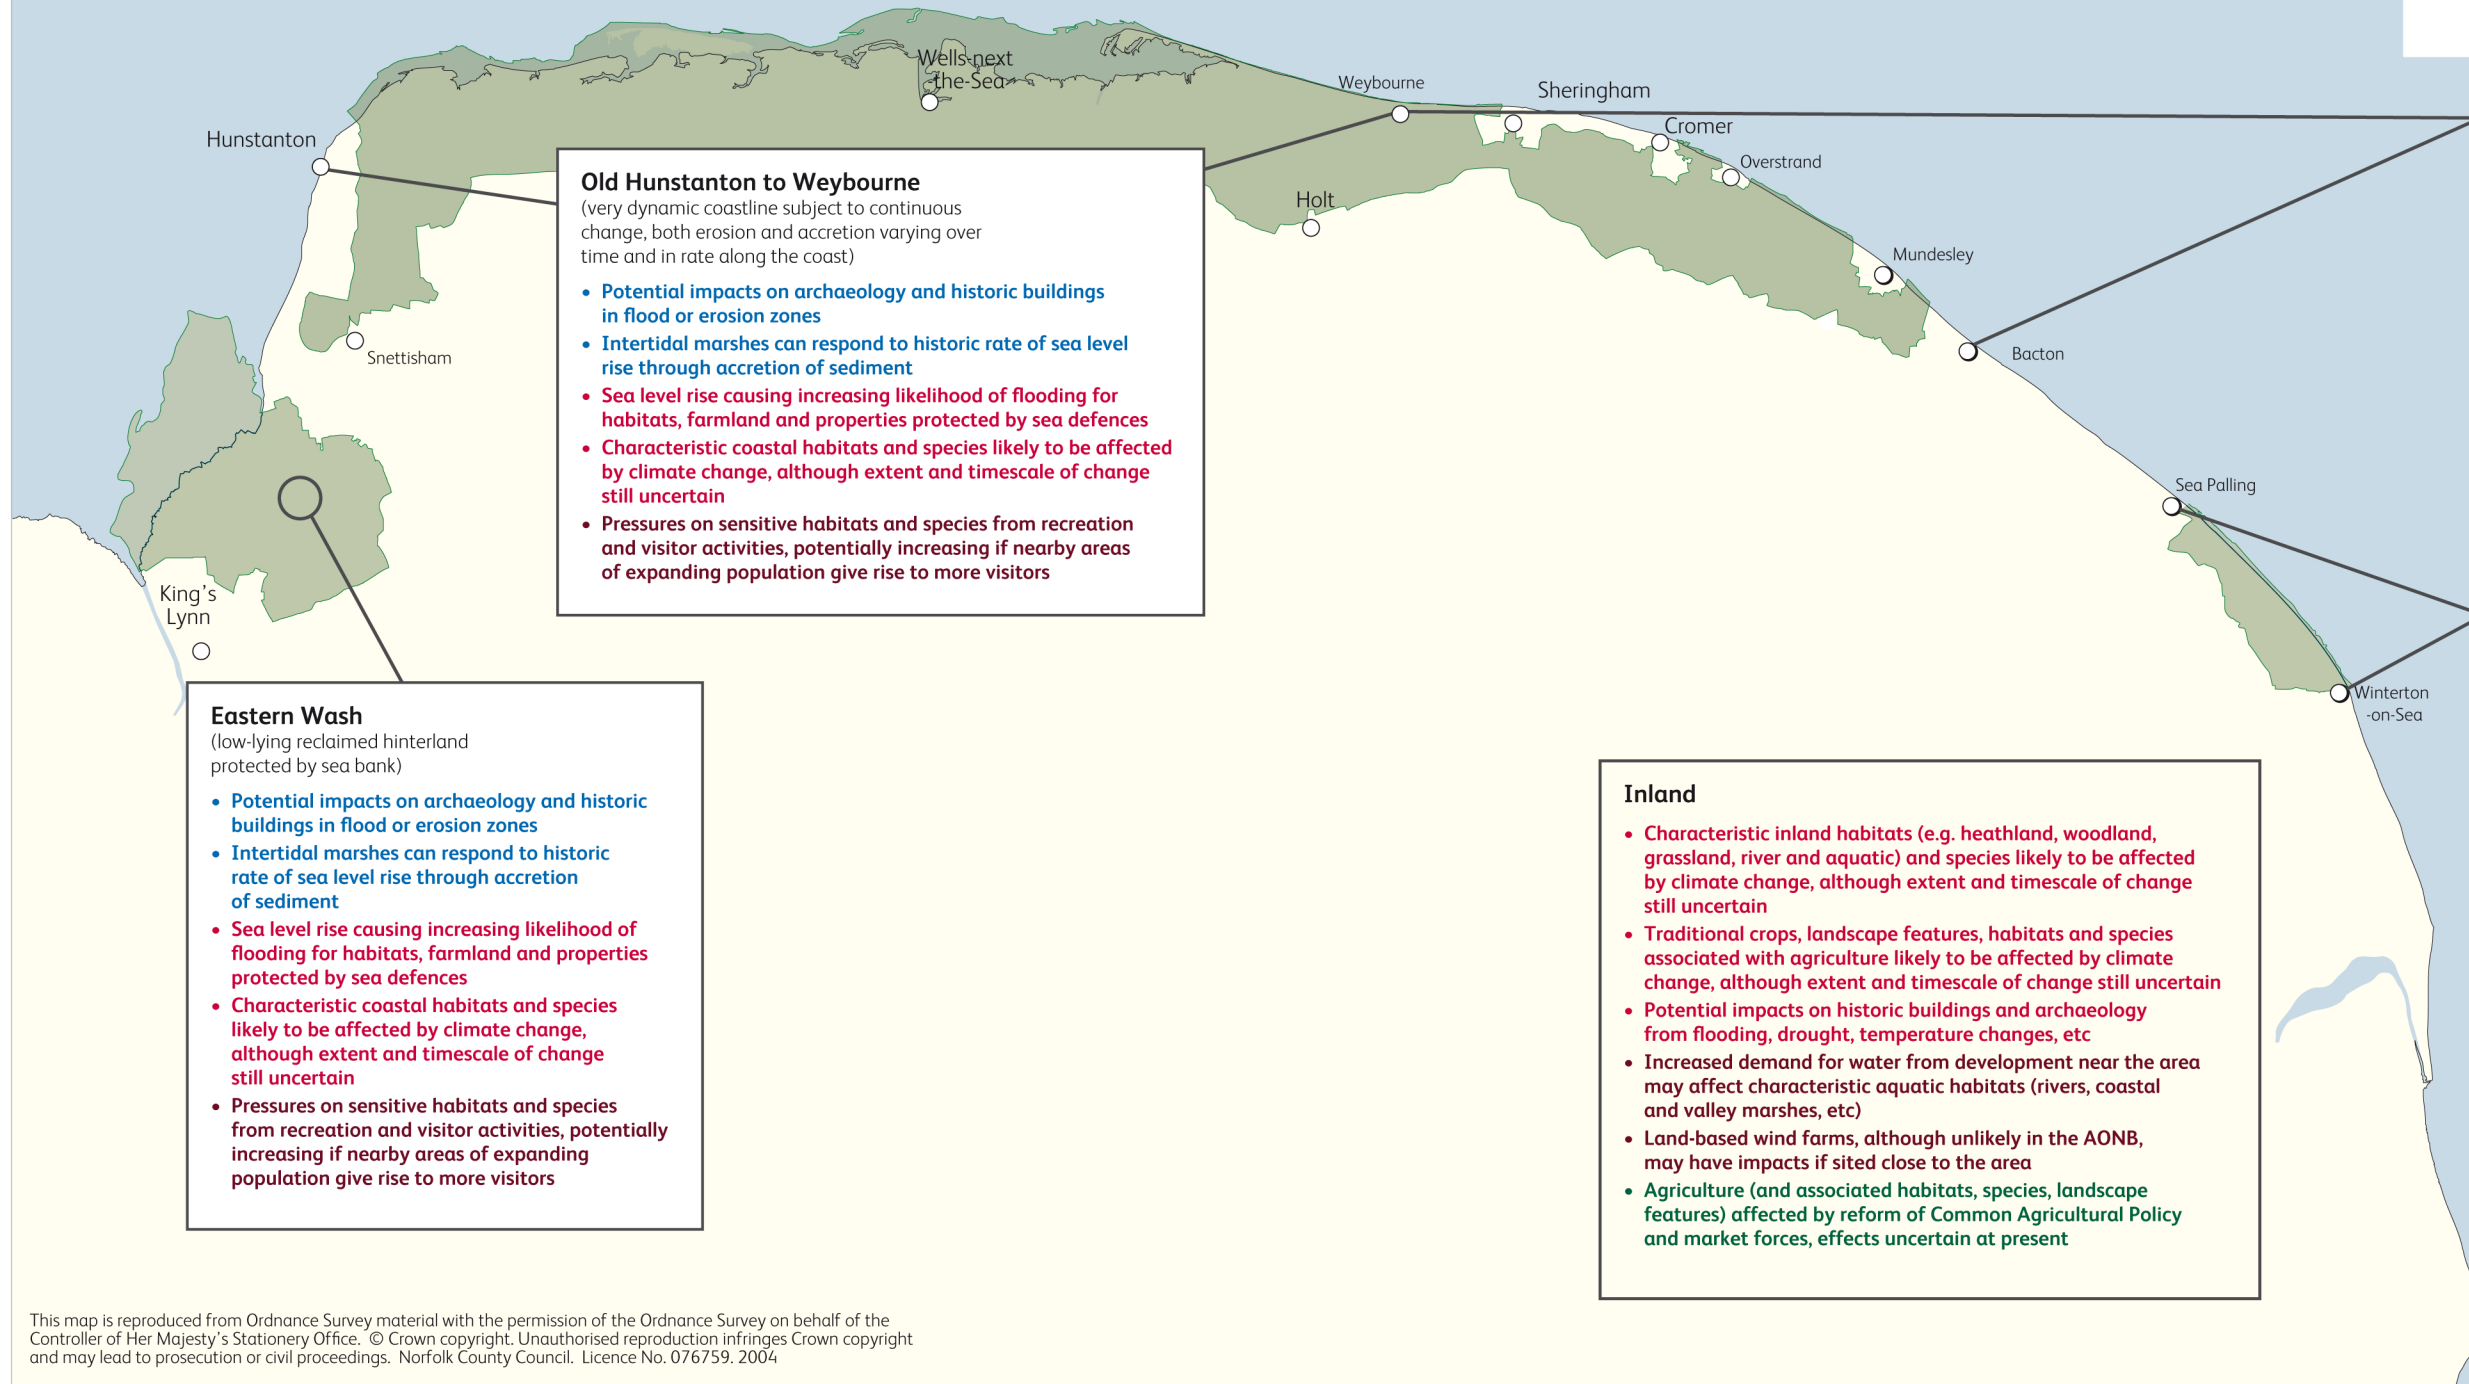 Wells-next
-the-Sea
Weybourne
Sheringham
Hunstanton
Cromer
Overstrand
Holt
Mundesley
Snettisham
Bacton
Sea Palling
King's
Lynn
Winterton
-on-Sea
Old Hunstanton to Weybourne
(very dynamic coastline subject to continuous
change, both erosion and accretion varying over
time and in rate along the coast)
• Potential impacts on archaeology and historic buildings
in flood or erosion zones
• Intertidal marshes can respond to historic rate of sea level
rise through accretion of sediment
• Sea level rise causing increasing likelihood of flooding for
habitats, farmland and properties protected by sea defences
• Characteristic coastal habitats and species likely to be affected
by climate change, although extent and timescale of change
still uncertain
• Pressures on sensitive habitats and species from recreation
and visitor activities, potentially increasing if nearby areas
of expanding population give rise to more visitors
Eastern Wash
(low-lying reclaimed hinterland
protected by sea bank)
• Potential impacts on archaeology and historic
buildings in flood or erosion zones
• Intertidal marshes can respond to historic
rate of sea level rise through accretion
of sediment
• Sea level rise causing increasing likelihood of
flooding for habitats, farmland and properties
protected by sea defences
• Characteristic coastal habitats and species
likely to be affected by climate change,
although extent and timescale of change
still uncertain
• Pressures on sensitive habitats and species
from recreation and visitor activities, potentially
increasing if nearby areas of expanding
population give rise to more visitors
Inland
• Characteristic inland habitats (e.g. heathland, woodland,
grassland, river and aquatic) and species likely to be affected
by climate change, although extent and timescale of change
still uncertain
• Traditional crops, landscape features, habitats and species
associated with agriculture likely to be affected by climate
change, although extent and timescale of change still uncertain
• Potential impacts on historic buildings and archaeology
from flooding, drought, temperature changes, etc
• Increased demand for water from development near the area
may affect characteristic aquatic habitats (rivers, coastal
and valley marshes, etc)
• Land-based wind farms, although unlikely in the AONB,
may have impacts if sited close to the area
• Agriculture (and associated habitats, species, landscape
features) affected by reform of Common Agricultural Policy
and market forces, effects uncertain at present
This map is reproduced from Ordnance Survey material with the permission of the Ordnance Survey on behalf of the
Controller of Her Majesty's Stationery Office. © Crown copyright. Unauthorised reproduction infringes Crown copyright
and may lead to prosecution or civil proceedings. Norfolk County Council. Licence No. 076759. 2004